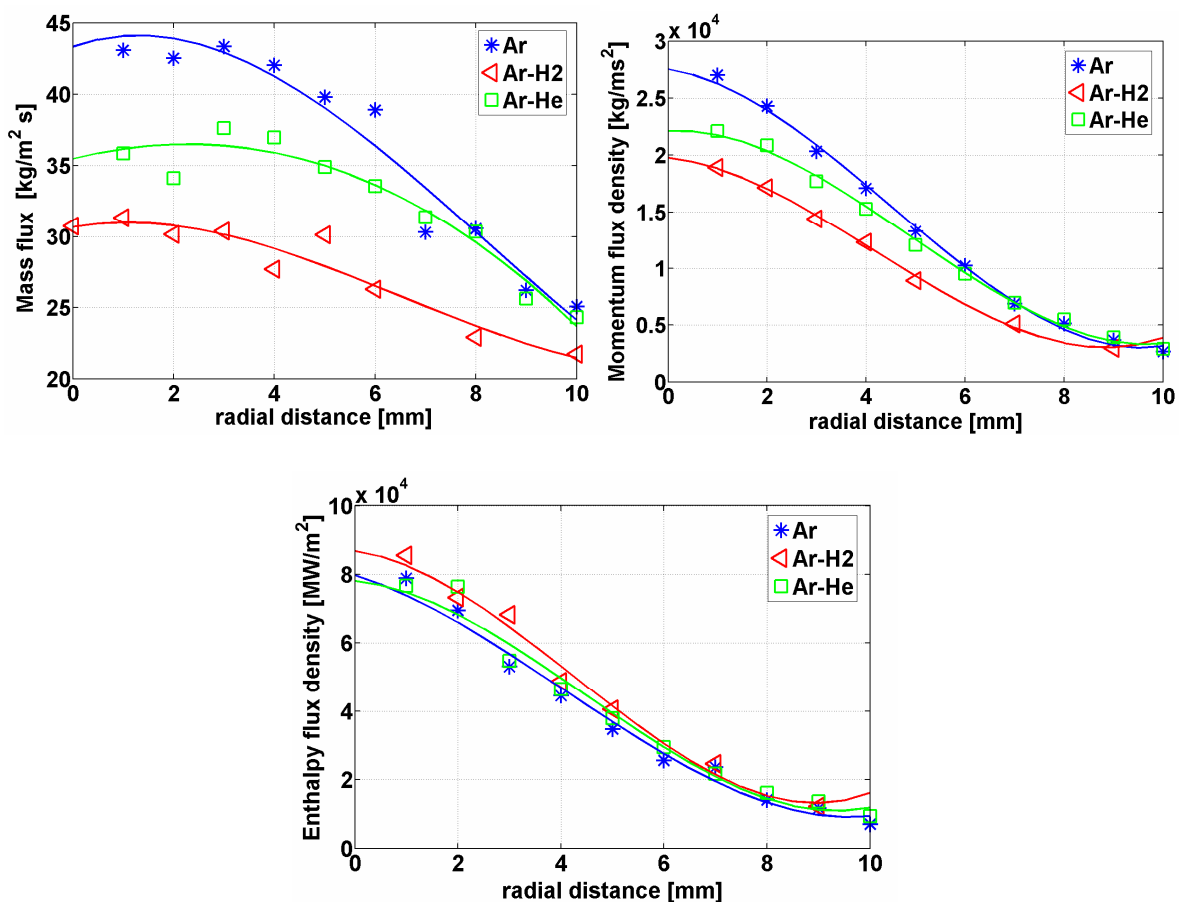 Mass flux [kg/m² s]
45
40
35
30
25
20
0 2 4 6 8 10
radial distance [mm]
Ar
Ar-H2
Ar-He
x 10⁴
Momentum flux density [kg/ms²]
3
2.5
2
1.5
1
0.5
0
0 2 4 6 8 10
radial distance [mm]
Ar
Ar-H2
Ar-He
x 10⁴
Enthalpy flux density [MW/m²]
10
8
6
4
2
0
0 2 4 6 8 10
radial distance [mm]
Ar
Ar-H2
Ar-He